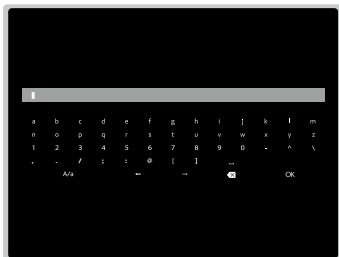 a b c d e f g h i j k l m
n o p q r s t u v w x y z
1 2 3 4 5 6 7 8 9 0 - ^ \
. / ; : @ [ ] _
A/a ← → ⌫ OK